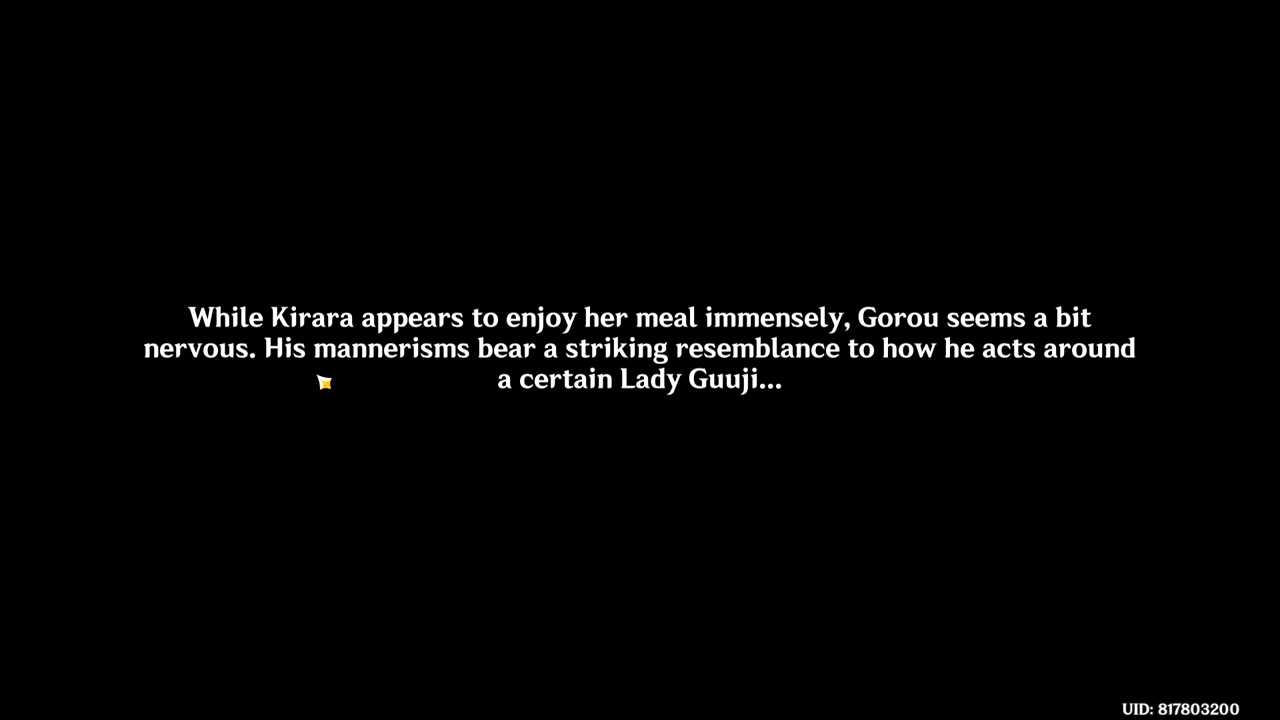 While Kirara appears to enjoy her meal immensely, Gorou seems a bit
nervous. His mannerisms bear a striking resemblance to how he acts around
a certain Lady Guuji...
UID: 817803200